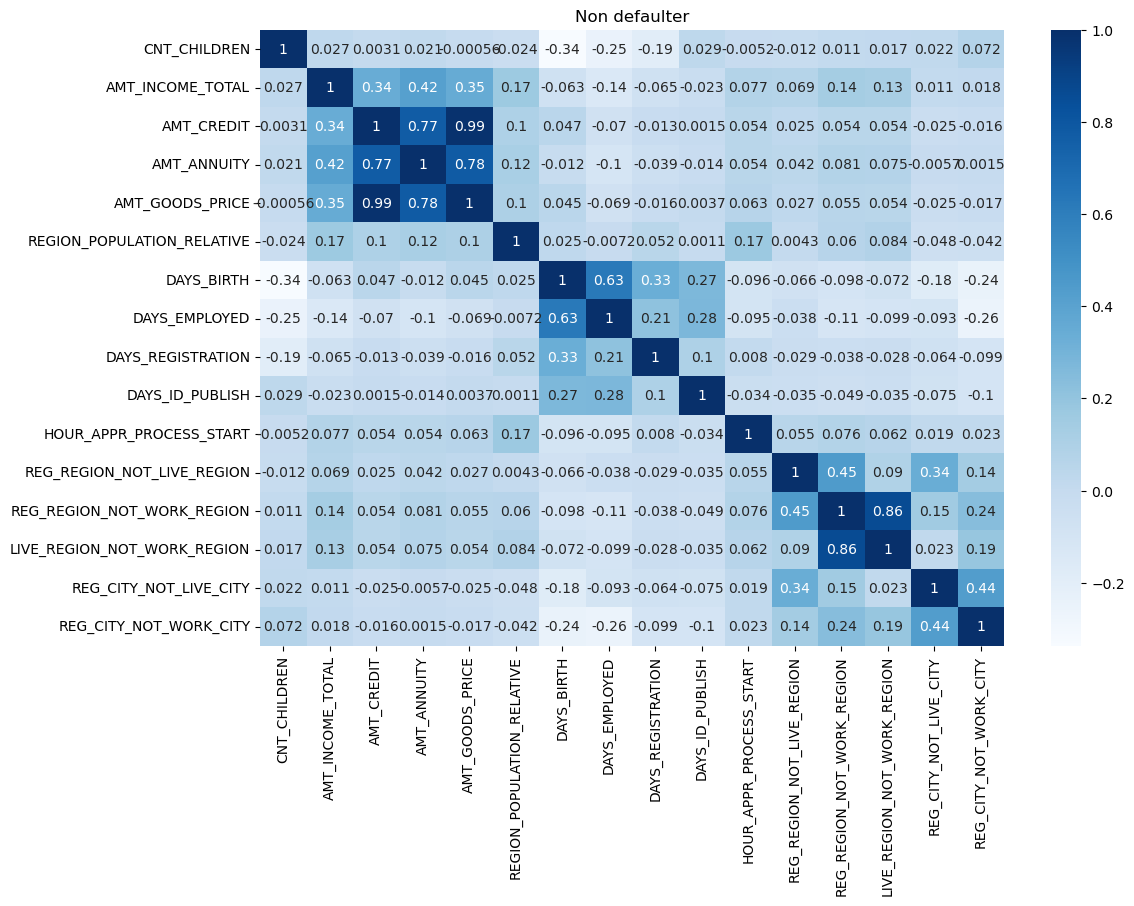 Non defaulter
CNT_CHILDREN 1 0.027 0.0031 0.021 -0.00056 -0.024 -0.34 -0.25 -0.19 0.029 -0.0052 -0.012 0.011 0.017 0.022 0.072
AMT_INCOME_TOTAL 0.027 1 0.34 0.42 0.35 0.17 -0.063 -0.14 -0.065 -0.023 0.077 0.069 0.14 0.13 0.011 0.018
AMT_CREDIT 0.0031 0.34 1 0.77 0.99 0.1 0.047 -0.07 -0.013 0.0015 0.054 0.025 0.054 0.054 -0.025 -0.016
AMT_ANNUITY 0.021 0.42 0.77 1 0.78 0.12 -0.012 -0.1 -0.039 -0.014 0.054 0.042 0.081 0.075 -0.0057 0.0015
AMT_GOODS_PRICE -0.00056 0.35 0.99 0.78 1 0.1 0.045 -0.069 -0.016 0.0037 0.063 0.027 0.055 0.054 -0.025 -0.017
REGION_POPULATION_RELATIVE -0.024 0.17 0.1 0.12 0.1 1 0.025 -0.0072 0.052 0.0011 0.17 0.0043 0.06 0.084 -0.048 -0.042
DAYS_BIRTH -0.34 -0.063 0.047 -0.012 0.045 0.025 1 0.63 0.33 0.27 -0.096 -0.066 -0.098 -0.072 -0.18 -0.24
DAYS_EMPLOYED -0.25 -0.14 -0.07 -0.1 -0.069 -0.0072 0.63 1 0.21 0.28 -0.095 -0.038 -0.11 -0.099 -0.093 -0.26
DAYS_REGISTRATION -0.19 -0.065 -0.013 -0.039 -0.016 0.052 0.33 0.21 1 0.1 0.008 -0.029 -0.038 -0.028 -0.064 -0.099
DAYS_ID_PUBLISH 0.029 -0.023 0.0015 -0.014 0.0037 0.0011 0.27 0.28 0.1 1 -0.034 -0.035 -0.049 -0.035 -0.075 -0.1
HOUR_APPR_PROCESS_START -0.0052 0.077 0.054 0.054 0.063 0.17 -0.096 -0.095 0.008 -0.034 1 0.055 0.076 0.062 0.019 0.023
REG_REGION_NOT_LIVE_REGION -0.012 0.069 0.025 0.042 0.027 0.0043 -0.066 -0.038 -0.029 -0.035 0.055 1 0.45 0.09 0.34 0.14
REG_REGION_NOT_WORK_REGION 0.011 0.14 0.054 0.081 0.055 0.06 -0.098 -0.11 -0.038 -0.049 0.076 0.45 1 0.86 0.15 0.24
LIVE_REGION_NOT_WORK_REGION 0.017 0.13 0.054 0.075 0.054 0.084 -0.072 -0.099 -0.028 -0.035 0.062 0.09 0.86 1 0.023 0.19
REG_CITY_NOT_LIVE_CITY 0.022 0.011 -0.025 -0.0057 -0.025 -0.048 -0.18 -0.093 -0.064 -0.075 0.019 0.34 0.15 0.023 1 0.44
REG_CITY_NOT_WORK_CITY 0.072 0.018 -0.016 0.0015 -0.017 -0.042 -0.24 -0.26 -0.099 -0.1 0.023 0.14 0.24 0.19 0.44 1
CNT_CHILDREN
AMT_INCOME_TOTAL
AMT_CREDIT
AMT_ANNUITY
AMT_GOODS_PRICE
REGION_POPULATION_RELATIVE
DAYS_BIRTH
DAYS_EMPLOYED
DAYS_REGISTRATION
DAYS_ID_PUBLISH
HOUR_APPR_PROCESS_START
REG_REGION_NOT_LIVE_REGION
REG_REGION_NOT_WORK_REGION
LIVE_REGION_NOT_WORK_REGION
REG_CITY_NOT_LIVE_CITY
REG_CITY_NOT_WORK_CITY
1.0
0.8
0.6
0.4
0.2
0.0
−0.2